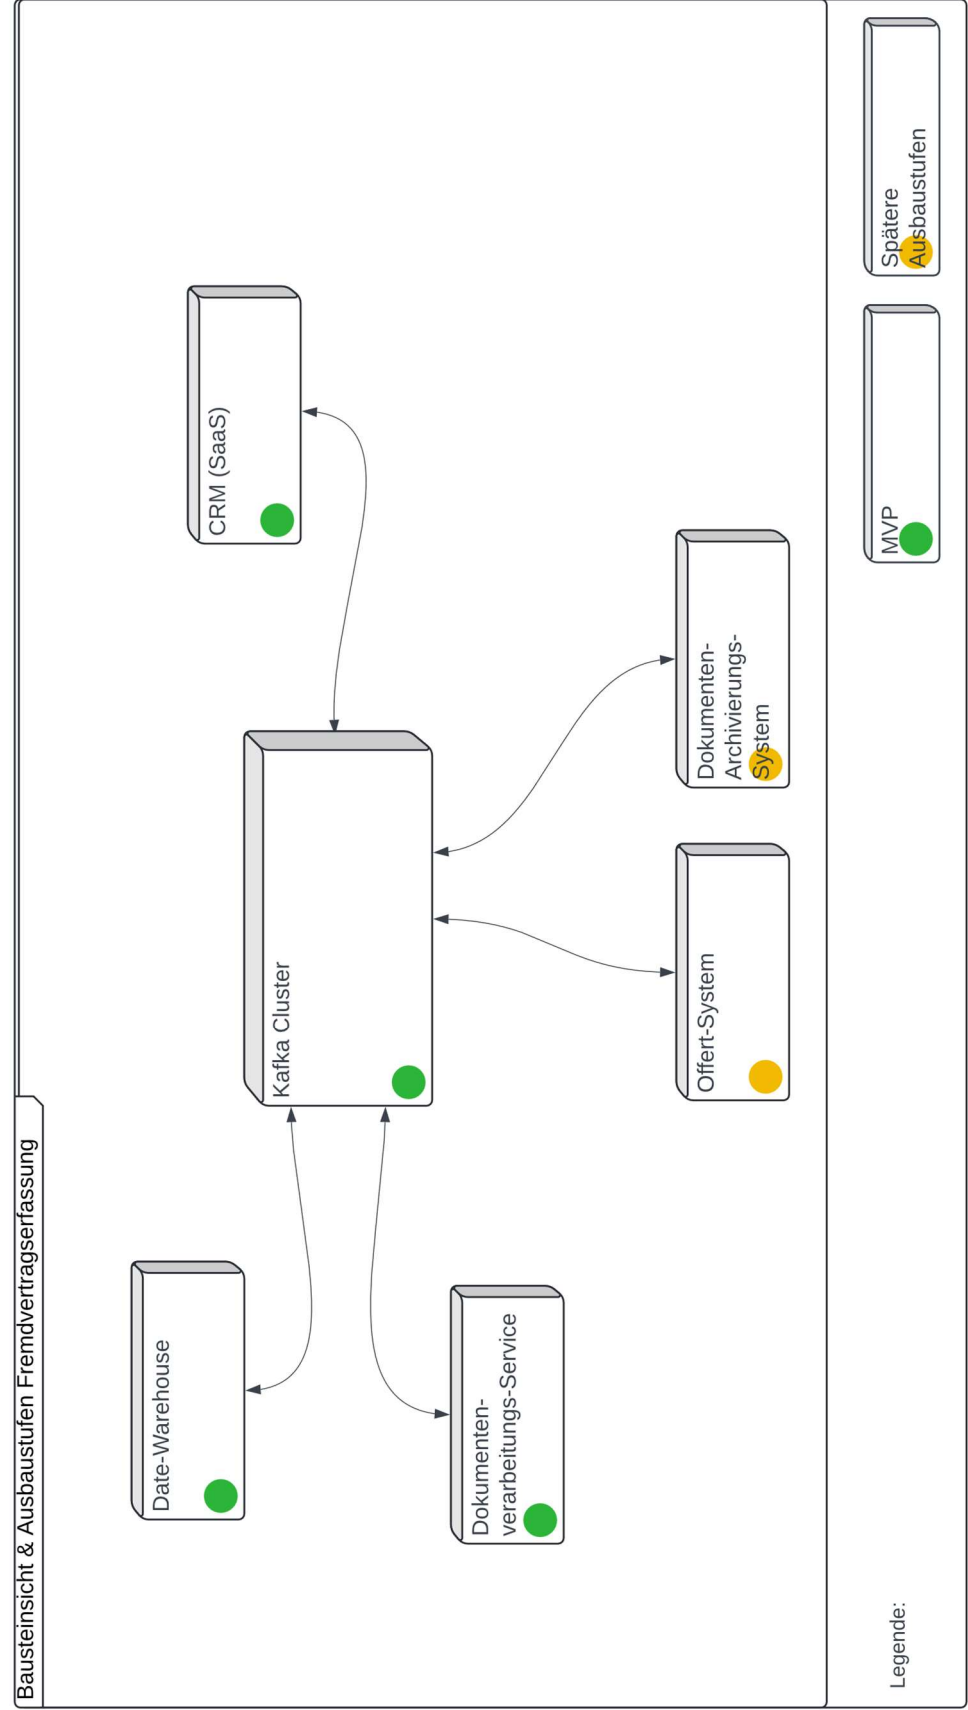 Bausteinsicht & Ausbaustufen Fremdvertragserfassung
Date-Warehouse
Kafka Cluster
CRM (SaaS)
Dokumenten-
verarbeitungs-Service
Offert-System
Dokumenten-
Archivierungs-
System
Legende:
MVP
Spätere
Ausbaustufen